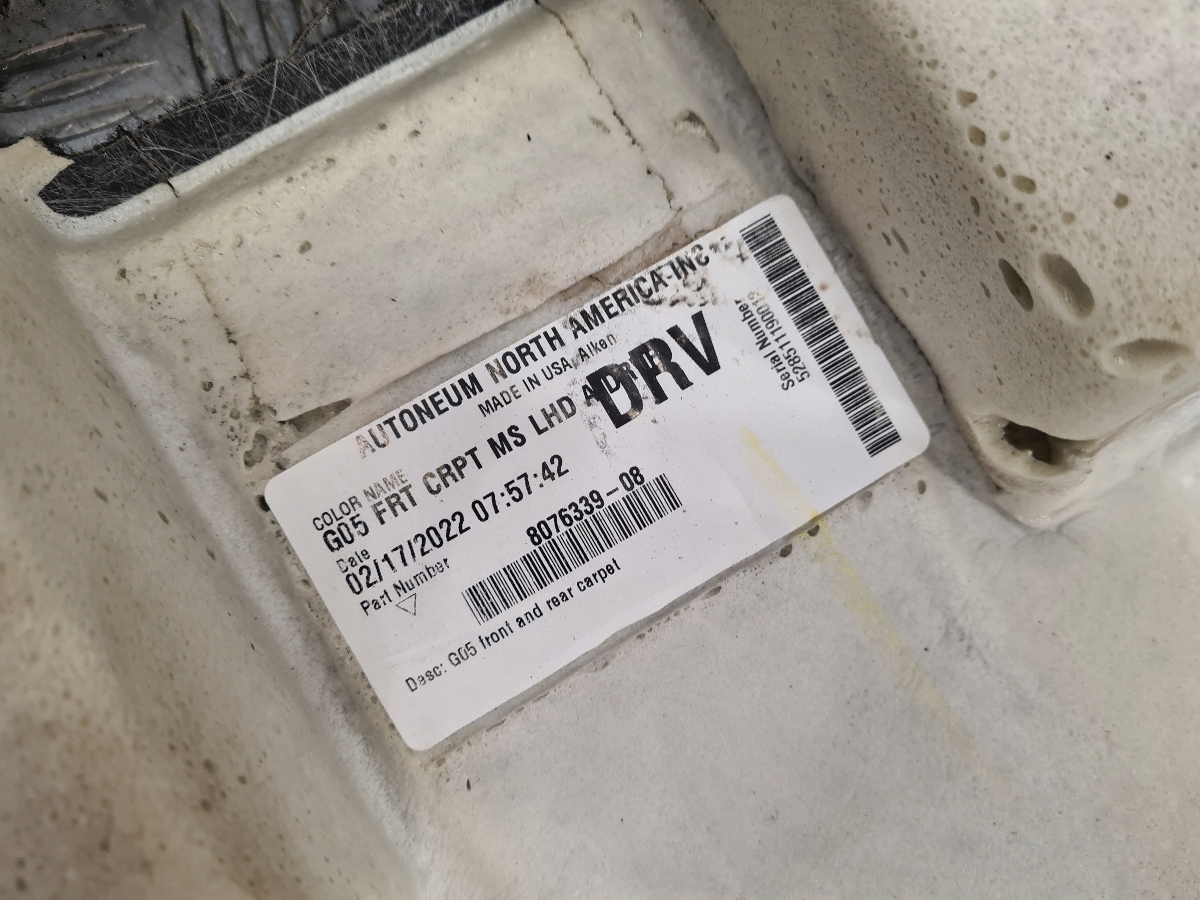 AUTONEUM NORTH AMERICA INC
MADE IN USA, Aiken
COLOR NAME
G05 FRT CRPT MS LHD
DRV
Date
02/17/2022 07:57:42
Part Number
8076339-08
Desc: G05 front and rear carpet
Serial Number